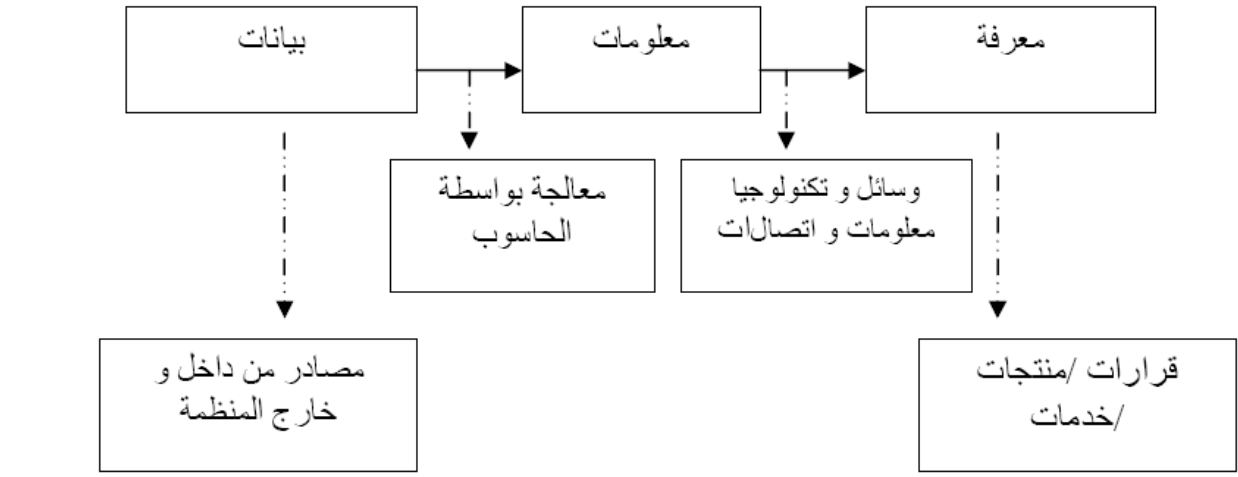 بيانات
معلومات
معرفة
معالجة بواسطة
الحاسوب
وسائل و تكنولوجيا
معلومات و اتصالات
مصادر من داخل و
خارج المنظمة
قرارات /منتجات
/خدمات